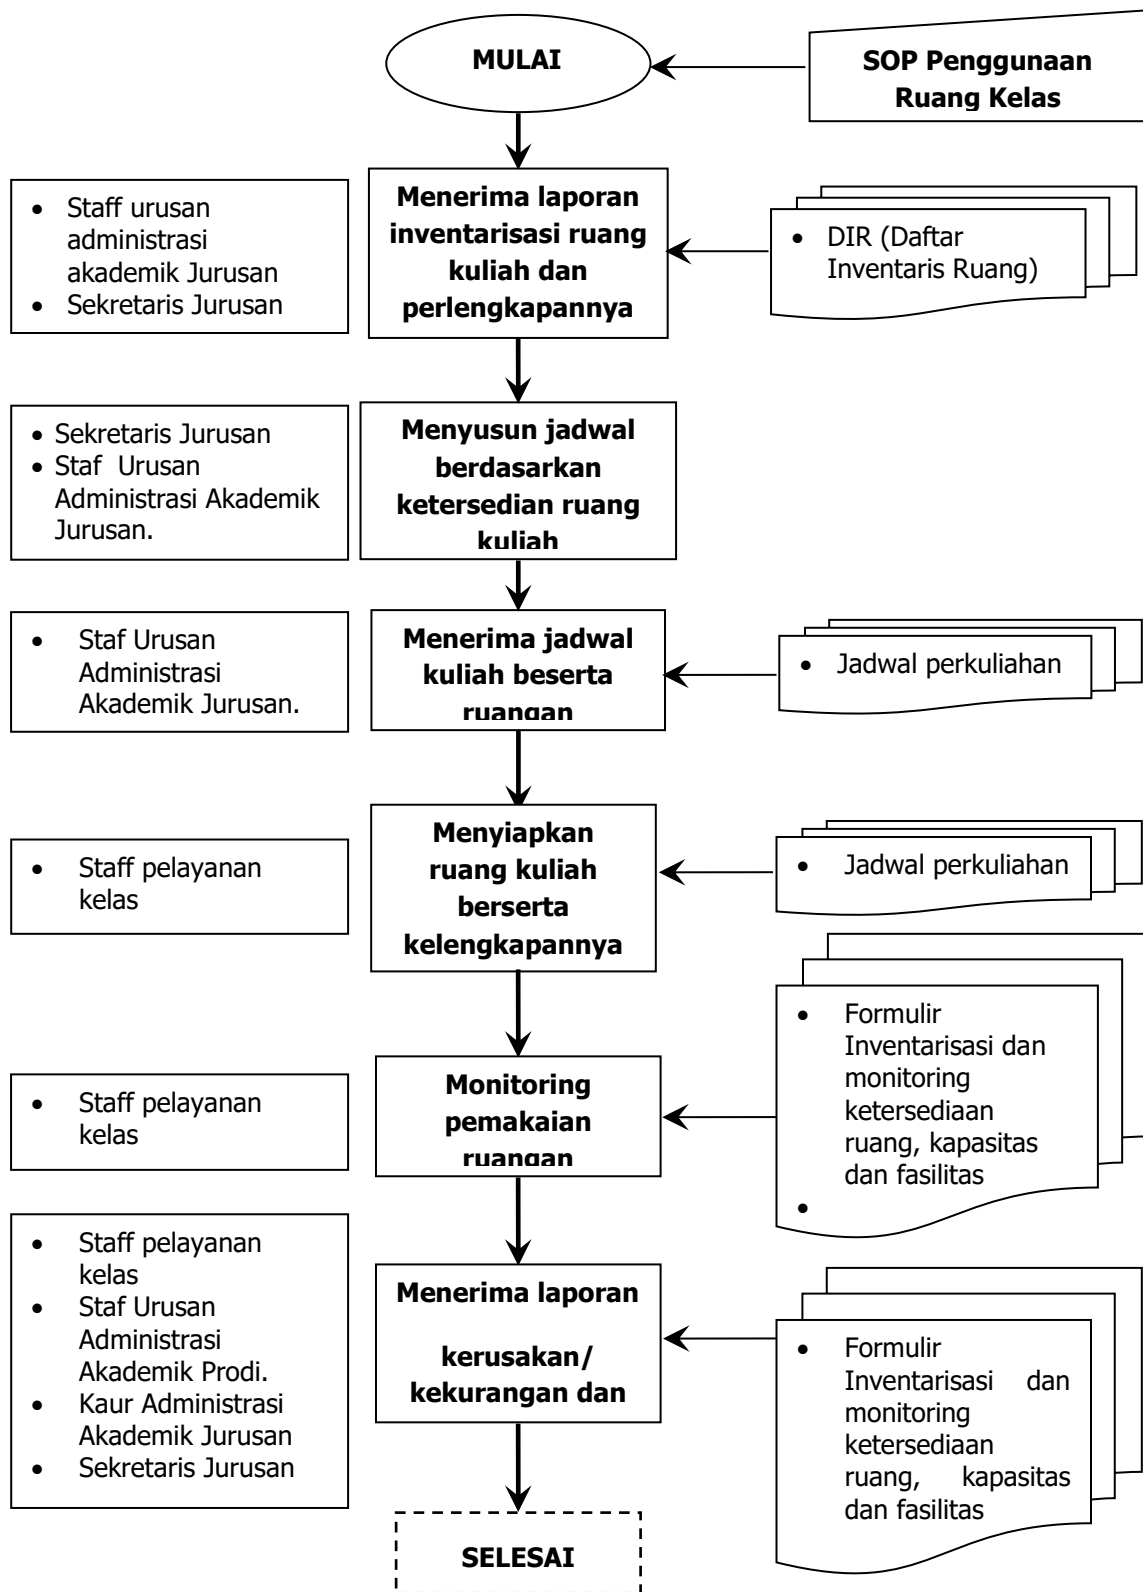 MULAI
SOP Penggunaan
Ruang Kelas
• Staff urusan
administrasi
akademik Jurusan
• Sekretaris Jurusan
Menerima laporan
inventarisasi ruang
kuliah dan
perlengkapannya
• DIR (Daftar
Inventaris Ruang)
• Sekretaris Jurusan
• Staf Urusan
Administrasi Akademik
Jurusan.
Menyusun jadwal
berdasarkan
ketersedian ruang
kuliah
• Staf Urusan
Administrasi
Akademik Jurusan.
Menerima jadwal
kuliah beserta
ruangan
• Jadwal perkuliahan
• Staff pelayanan
kelas
Menyiapkan
ruang kuliah
berserta
kelengkapannya
• Jadwal perkuliahan
• Staff pelayanan
kelas
Monitoring
pemakaian
ruangan
• Formulir
Inventarisasi dan
monitoring
ketersediaan
ruang, kapasitas
dan fasilitas
•
• Staff pelayanan
kelas
• Staf Urusan
Administrasi
Akademik Prodi.
• Kaur Administrasi
Akademik Jurusan
• Sekretaris Jurusan
Menerima laporan
kerusakan/
kekurangan dan
• Formulir
Inventarisasi dan
monitoring
ketersediaan
ruang, kapasitas
dan fasilitas
SELESAI